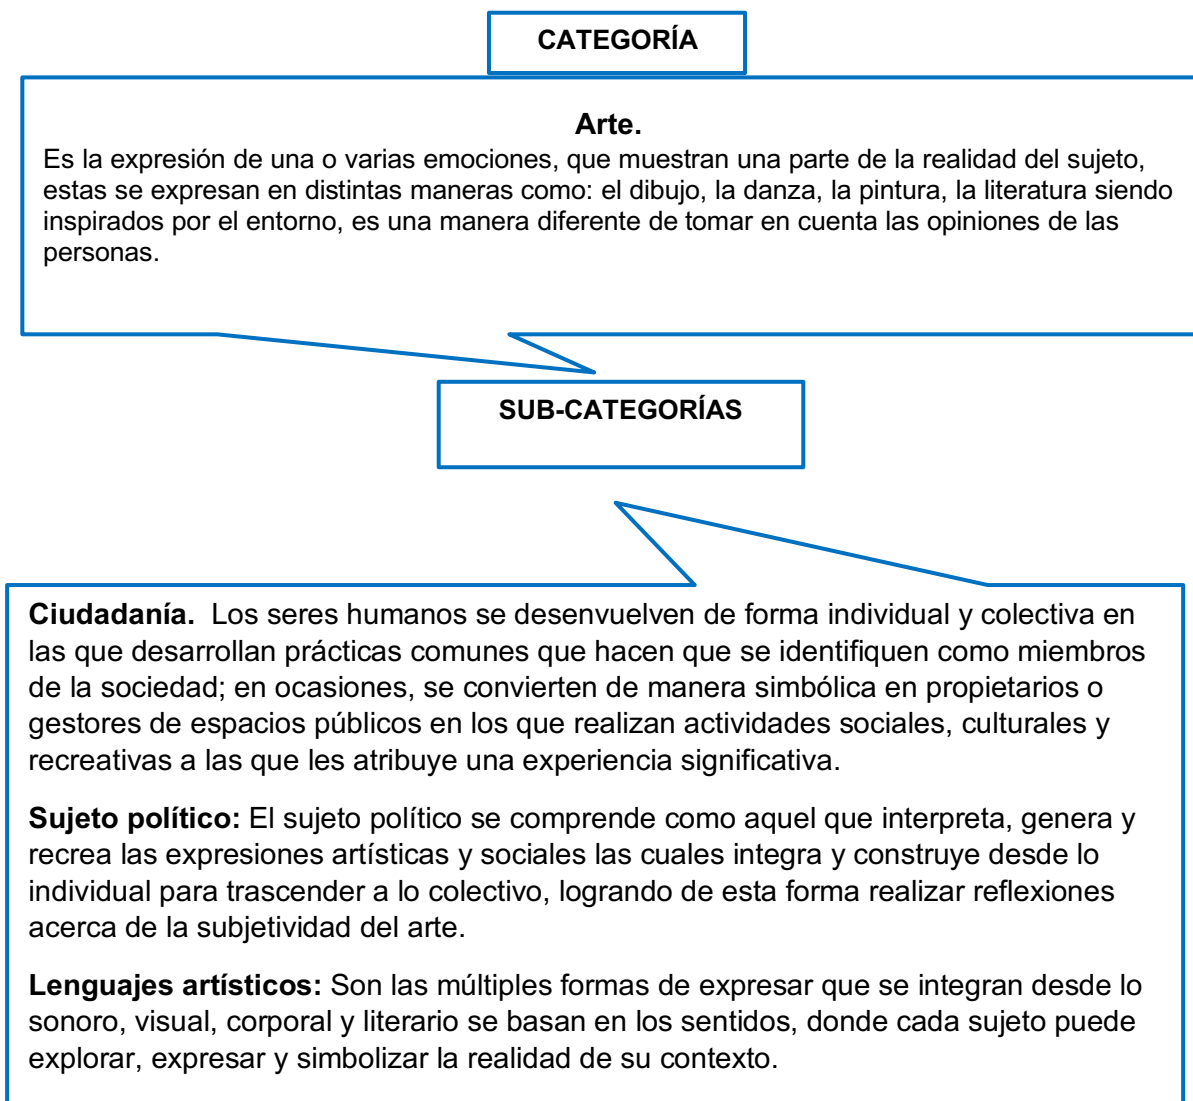 CATEGORÍA
Arte.
Es la expresión de una o varias emociones, que muestran una parte de la realidad del sujeto,
estas se expresan en distintas maneras como: el dibujo, la danza, la pintura, la literatura siendo
inspirados por el entorno, es una manera diferente de tomar en cuenta las opiniones de las
personas.
SUB-CATEGORÍAS
Ciudadanía. Los seres humanos se desenvuelven de forma individual y colectiva en
las que desarrollan prácticas comunes que hacen que se identifiquen como miembros
de la sociedad; en ocasiones, se convierten de manera simbólica en propietarios o
gestores de espacios públicos en los que realizan actividades sociales, culturales y
recreativas a las que les atribuye una experiencia significativa.
Sujeto político: El sujeto político se comprende como aquel que interpreta, genera y
recrea las expresiones artísticas y sociales las cuales integra y construye desde lo
individual para trascender a lo colectivo, logrando de esta forma realizar reflexiones
acerca de la subjetividad del arte.
Lenguajes artísticos: Son las múltiples formas de expresar que se integran desde lo
sonoro, visual, corporal y literario se basan en los sentidos, donde cada sujeto puede
explorar, expresar y simbolizar la realidad de su contexto.